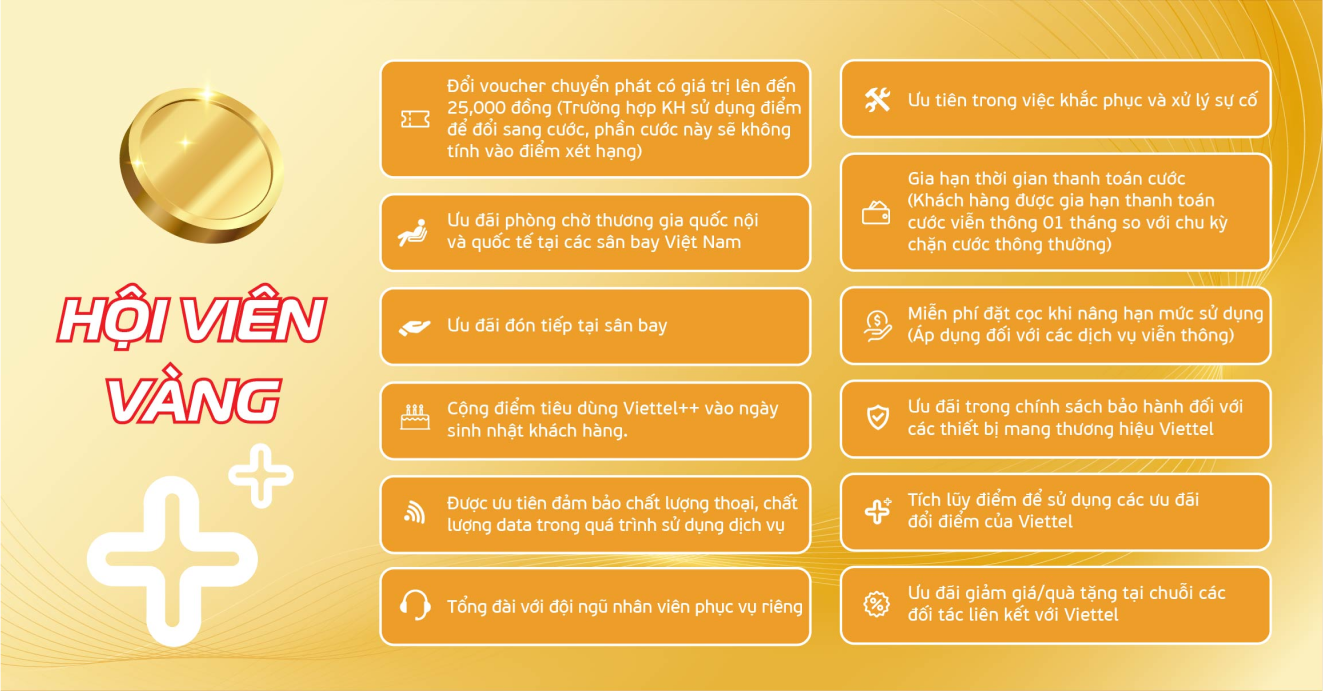 HỘI VIÊN
VÀNG
Đổi voucher chuyển phát có giá trị lên đến
25,000 đồng (Trường hợp KH sử dụng điểm
để đổi sang cước, phần cước này sẽ không
tính vào điểm xét hạng)
Ưu đãi phòng chờ thương gia quốc nội
và quốc tế tại các sân bay Việt Nam
Ưu đãi đón tiếp tại sân bay
Cộng điểm tiêu dùng Viettel++ vào ngày
sinh nhật khách hàng.
Được ưu tiên đảm bảo chất lượng thoại, chất
lượng data trong quá trình sử dụng dịch vụ
Tổng đài với đội ngũ nhân viên phục vụ riêng
Ưu tiên trong việc khắc phục và xử lý sự cố
Gia hạn thời gian thanh toán cước
(Khách hàng được gia hạn thanh toán
cước viễn thông 01 tháng so với chu kỳ
chặn cước thông thường)
Miễn phí đặt cọc khi nâng hạn mức sử dụng
(Áp dụng đối với các dịch vụ viễn thông)
Ưu đãi trong chính sách bảo hành đối với
các thiết bị mang thương hiệu Viettel
Tích lũy điểm để sử dụng các ưu đãi
đổi điểm của Viettel
Ưu đãi giảm giá/quà tặng tại chuỗi các
đối tác liên kết với Viettel